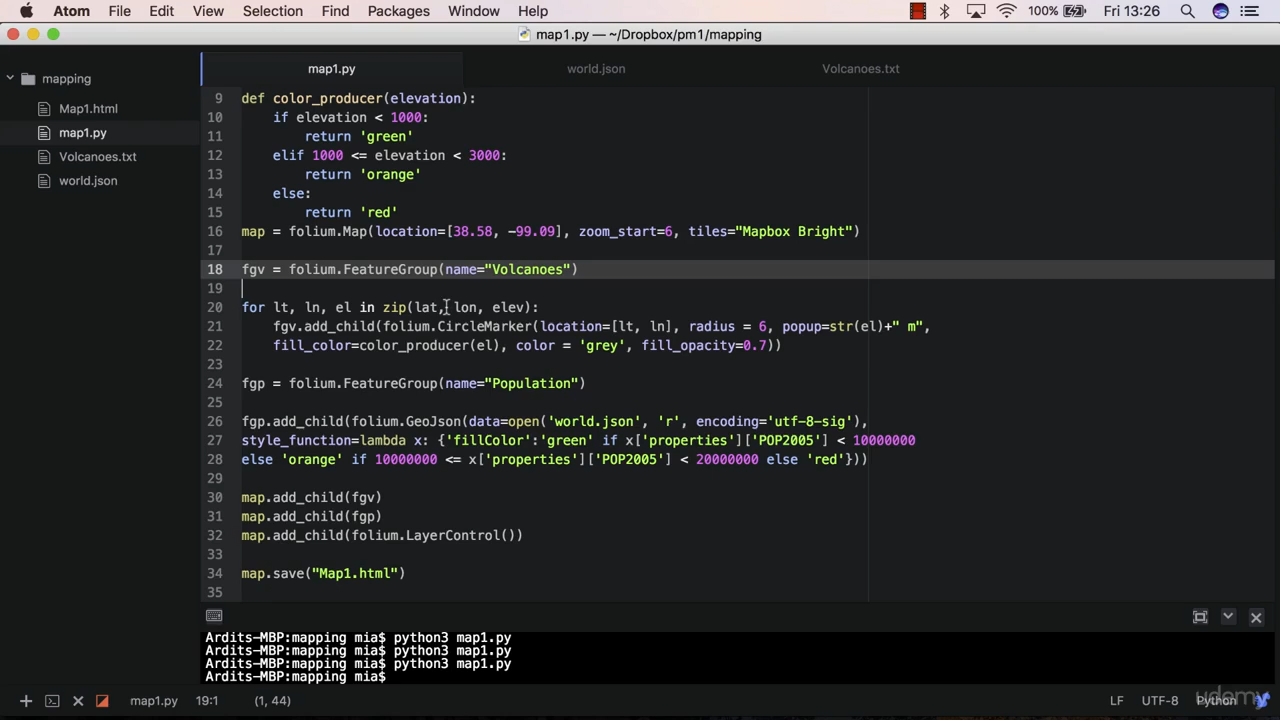 Atom File Edit View Selection Find Packages Window Help 100% Fri 13:26
map1.py — ~/Dropbox/pm1/mapping
mapping
Map1.html
map1.py
Volcanoes.txt
world.json
map1.py world.json Volcanoes.txt
9 def color_producer(elevation):
10 if elevation < 1000:
11 return 'green'
12 elif 1000 <= elevation < 3000:
13 return 'orange'
14 else:
15 return 'red'
16 map = folium.Map(location=[38.58, -99.09], zoom_start=6, tiles="Mapbox Bright")
17
18 fgv = folium.FeatureGroup(name="Volcanoes")
19
20 for lt, ln, el in zip(lat, lon, elev):
21 fgv.add_child(folium.CircleMarker(location=[lt, ln], radius = 6, popup=str(el)+" m",
22 fill_color=color_producer(el), color = 'grey', fill_opacity=0.7))
23
24 fgp = folium.FeatureGroup(name="Population")
25
26 fgp.add_child(folium.GeoJson(data=open('world.json', 'r', encoding='utf-8-sig'),
27 style_function=lambda x: {'fillColor':'green' if x['properties']['POP2005'] < 10000000
28 else 'orange' if 10000000 <= x['properties']['POP2005'] < 20000000 else 'red'}))
29
30 map.add_child(fgv)
31 map.add_child(fgp)
32 map.add_child(folium.LayerControl())
33
34 map.save("Map1.html")
35
Ardits-MBP:mapping mia$ python3 map1.py
Ardits-MBP:mapping mia$ python3 map1.py
Ardits-MBP:mapping mia$ python3 map1.py
Ardits-MBP:mapping mia$
map1.py 19:1 (1, 44) LF UTF-8 Python
udemy